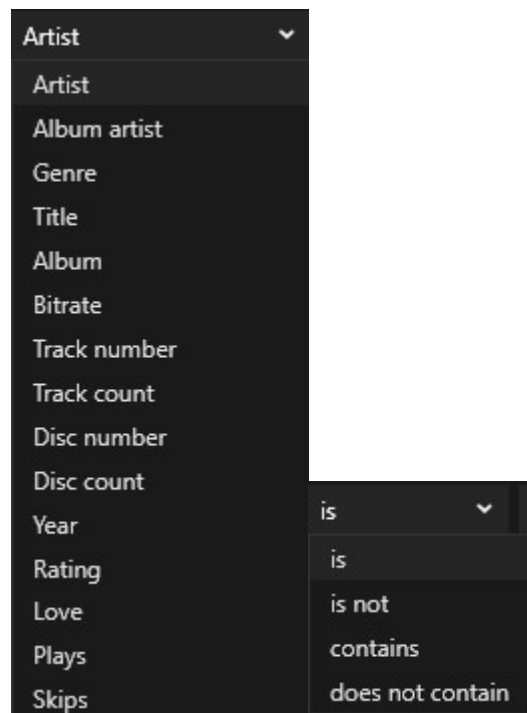 Artist
Artist
Album artist
Genre
Title
Album
Bitrate
Track number
Track count
Disc number
Disc count
Year
Rating
Love
Plays
Skips
is
is
is not
contains
does not contain